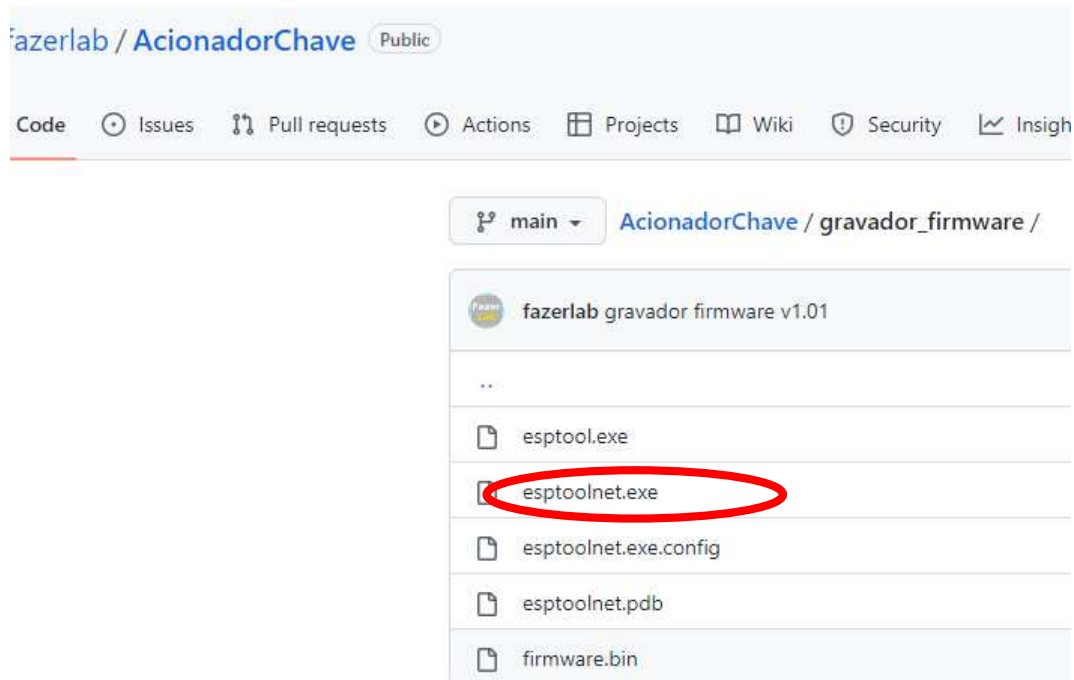 fazerlab / AcionadorChave Public
Code Issues Pull requests Actions Projects Wiki Security Insigh
main AcionadorChave / gravador_firmware /
fazerlab gravador firmware v1.01
..
esptool.exe
esptoolnet.exe
esptoolnet.exe.config
esptoolnet.pdb
firmware.bin